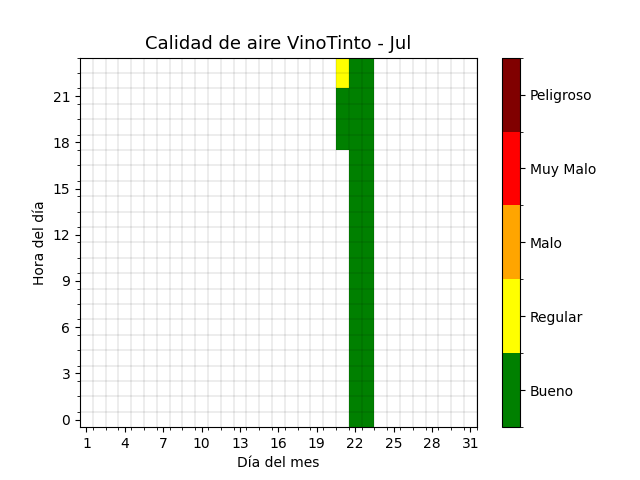 Calidad de aire VinoTinto - Jul
Hora del día
21
18
15
12
9
6
3
0
1 4 7 10 13 16 19 22 25 28 31
Día del mes
Peligroso
Muy Malo
Malo
Regular
Bueno